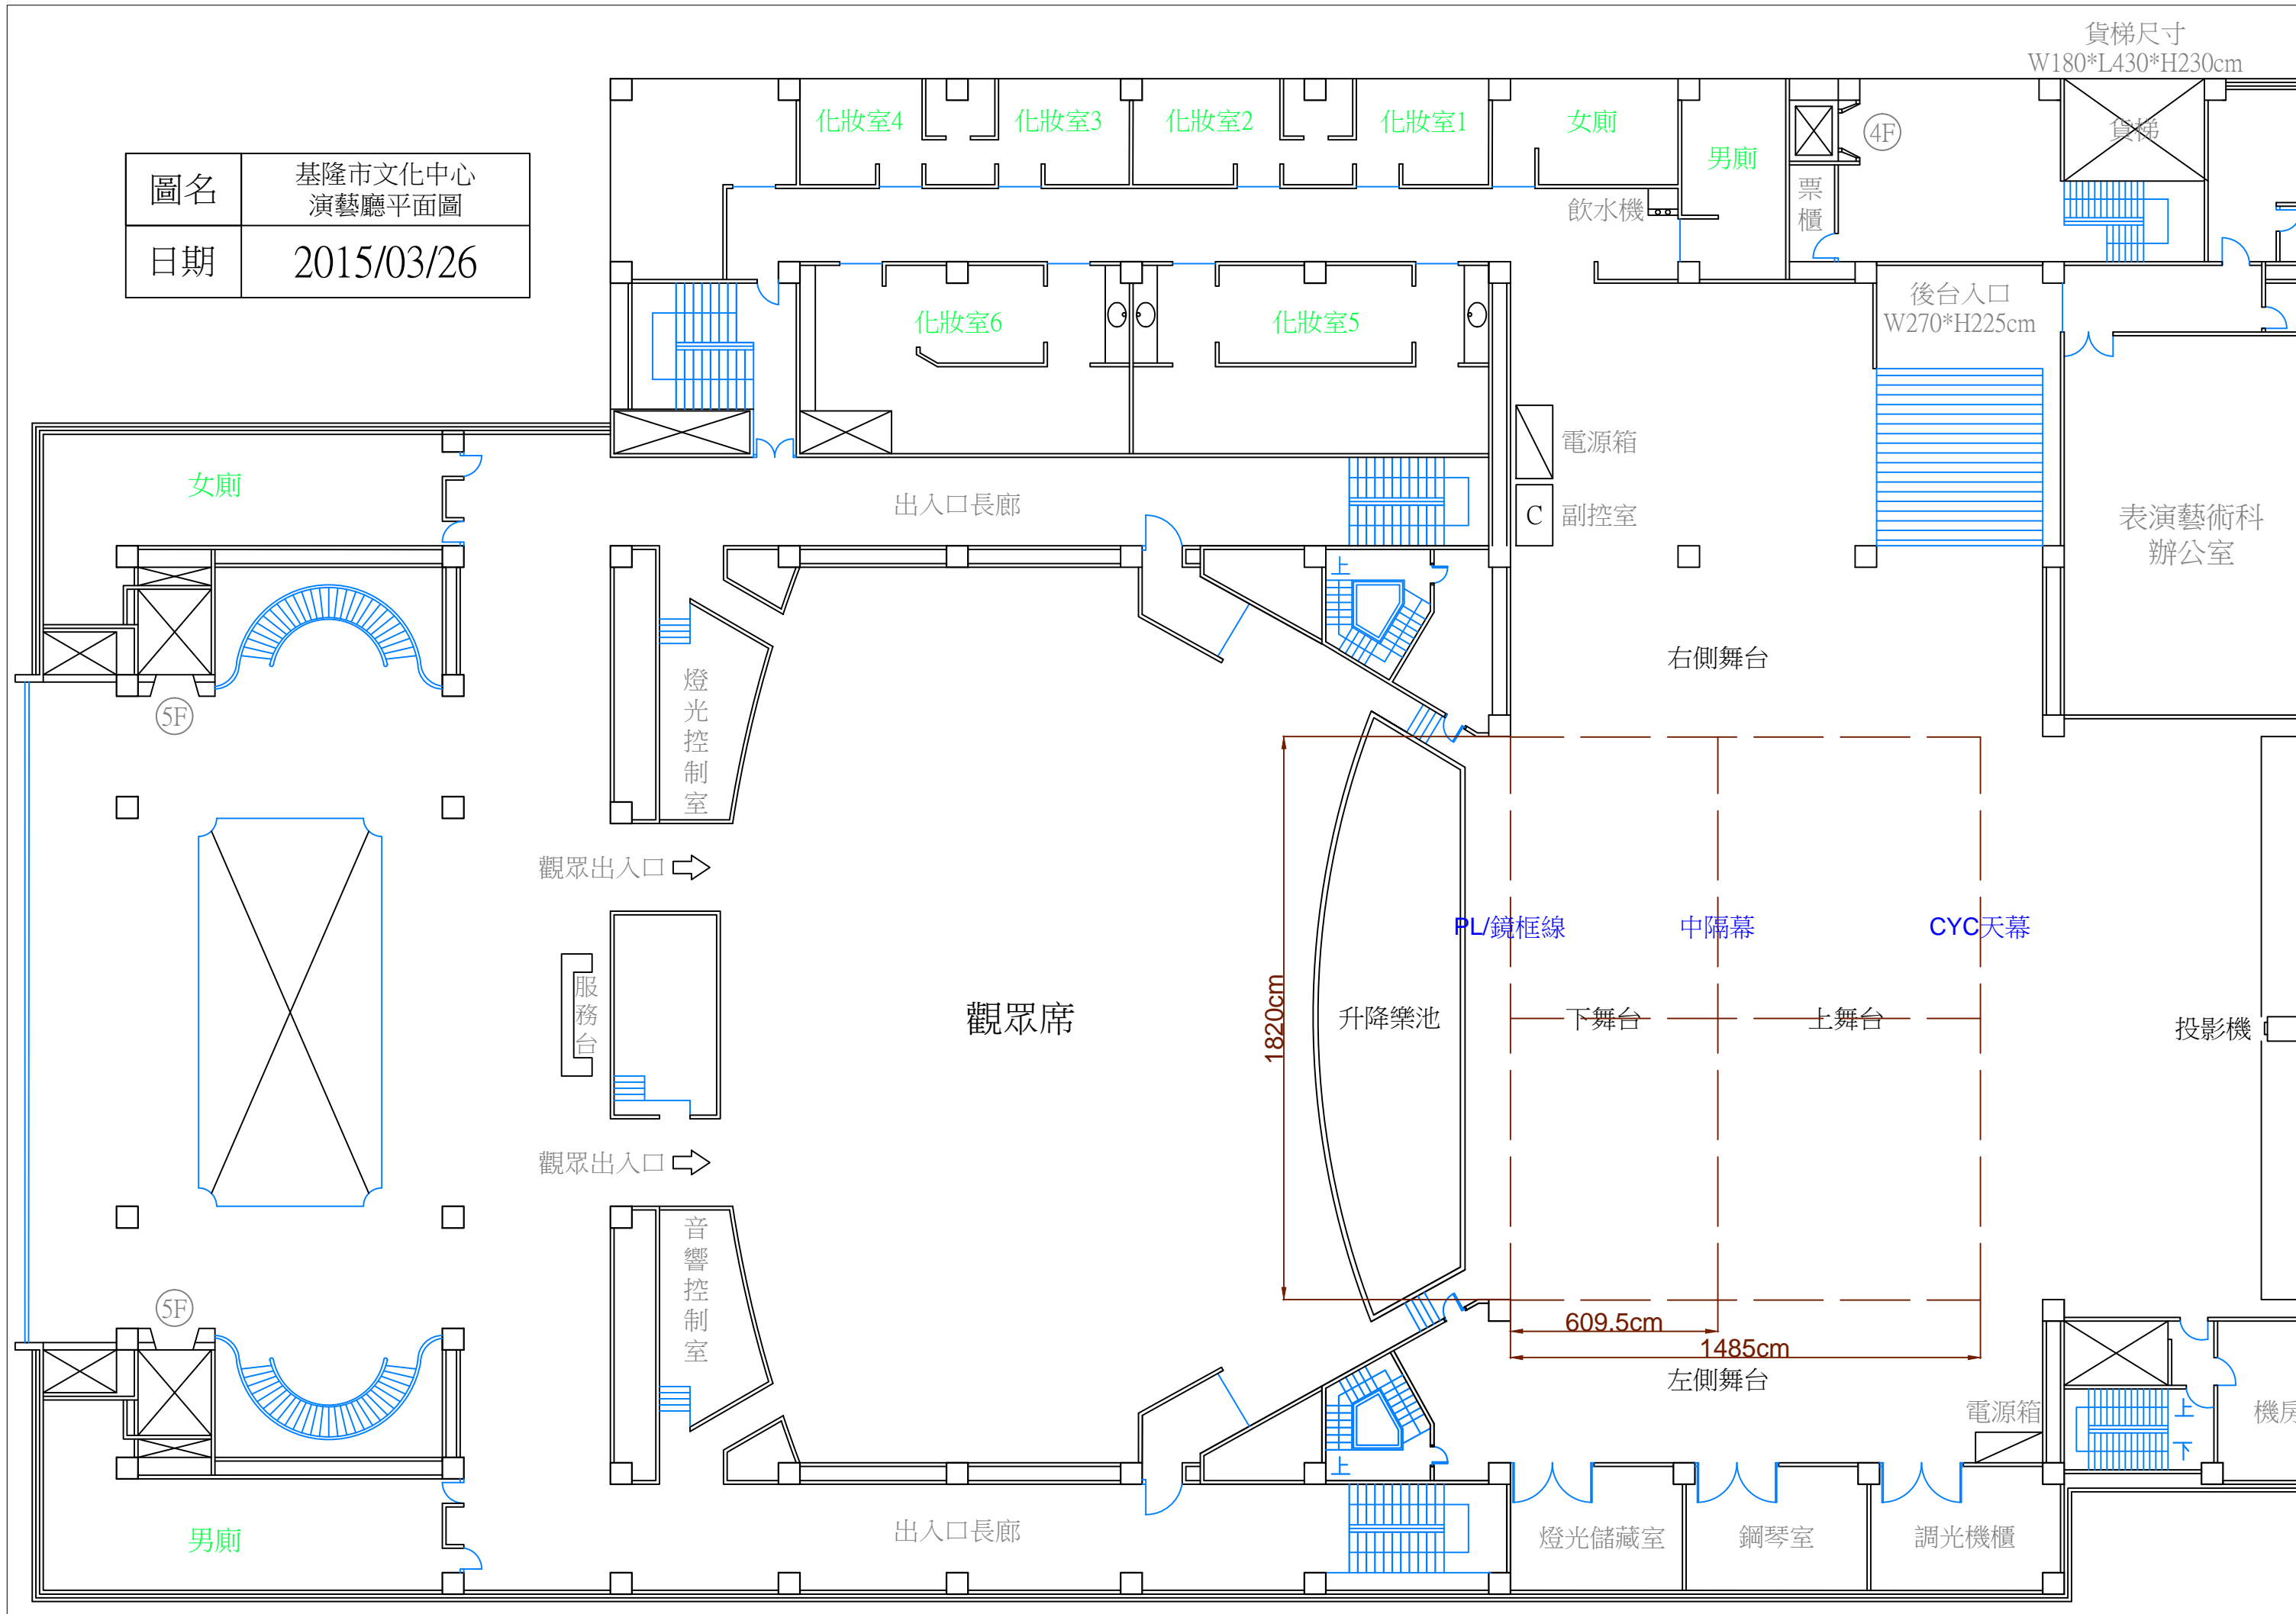 貨梯尺寸
W180*L430*H230cm
圖名
基隆市文化中心
演藝廳平面圖
日期
2015/03/26
化妝室4
化妝室3
化妝室2
化妝室1
女廁
男廁
4F
貨梯
票櫃
飲水機
後台入口
W270*H225cm
化妝室6
化妝室5
電源箱
C
副控室
女廁
出入口長廊
表演藝術科
辦公室
上
右側舞台
5F
燈光控制室
觀眾出入口
PL/鏡框線
中隔幕
CYC天幕
服務台
觀眾席
1820cm
升降樂池
下舞台
上舞台
投影機
觀眾出入口
音響控制室
5F
609.5cm
1485cm
左側舞台
電源箱
上
下
機房
上
男廁
出入口長廊
燈光儲藏室
鋼琴室
調光機櫃